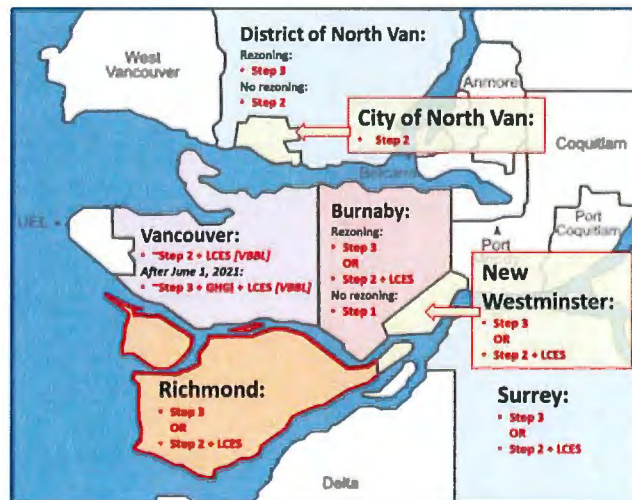 District of North Van:
Rezoning:
• Step 3
No rezoning:
• Step 2
West
Vancouver
Anmore
City of North Van:
• Step 2
Coquitlam
Belcarra
UEL
Vancouver:
• ~Step 2 + LCES [VBBL]
After June 1, 2021:
• ~Step 3 + GHGI + LCES [VBBL]
Burnaby:
Rezoning:
• Step 3
OR
• Step 2 + LCES
No rezoning:
• Step 1
Port
Moody
Port
Coquitlam
New
Westminster:
• Step 3
OR
• Step 2 + LCES
Richmond:
• Step 3
OR
• Step 2 + LCES
Surrey:
• Step 3
OR
• Step 2 + LCES
Delta